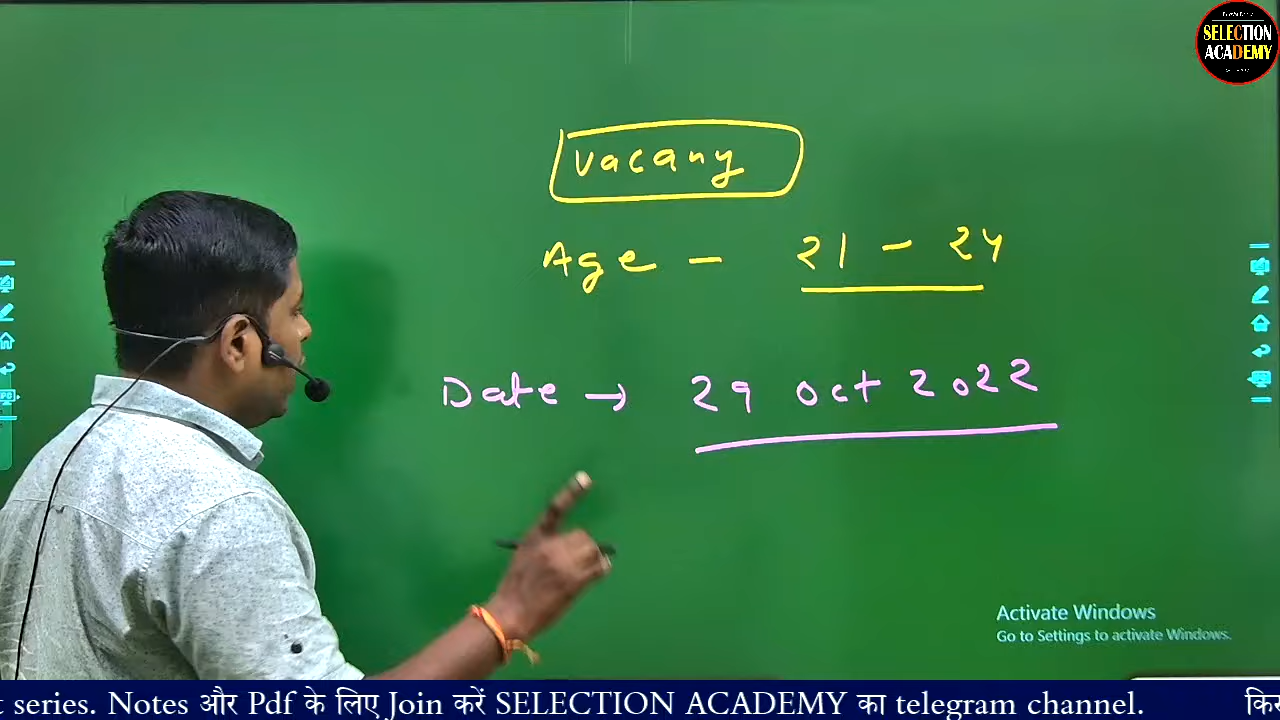 SELECTION
ACADEMY
Vacany
Age - 21 - 24
Date → 29 Oct 2022
Activate Windows
Go to Settings to activate Windows.
t series. Notes और Pdf के लिए Join करें SELECTION ACADEMY का telegram channel. किस